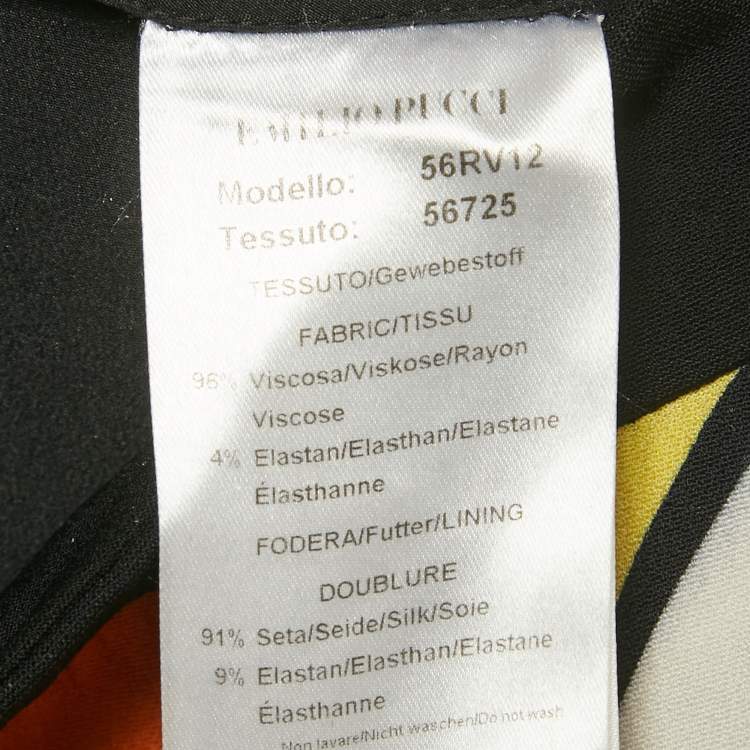 EMILIO PUCCI
Modello: 56RV12
Tessuto: 56725
TESSUTO/Gewebestoff
FABRIC/TISSU
96% Viscosa/Viskose/Rayon
Viscose
4% Elastan/Elasthan/Elastane
Élasthanne
FODERA/Futter/LINING
DOUBLURE
91% Seta/Seide/Silk/Soie
9% Elastan/Elasthan/Elastane
Élasthanne
Non lavare/Nicht waschen/Do not wash